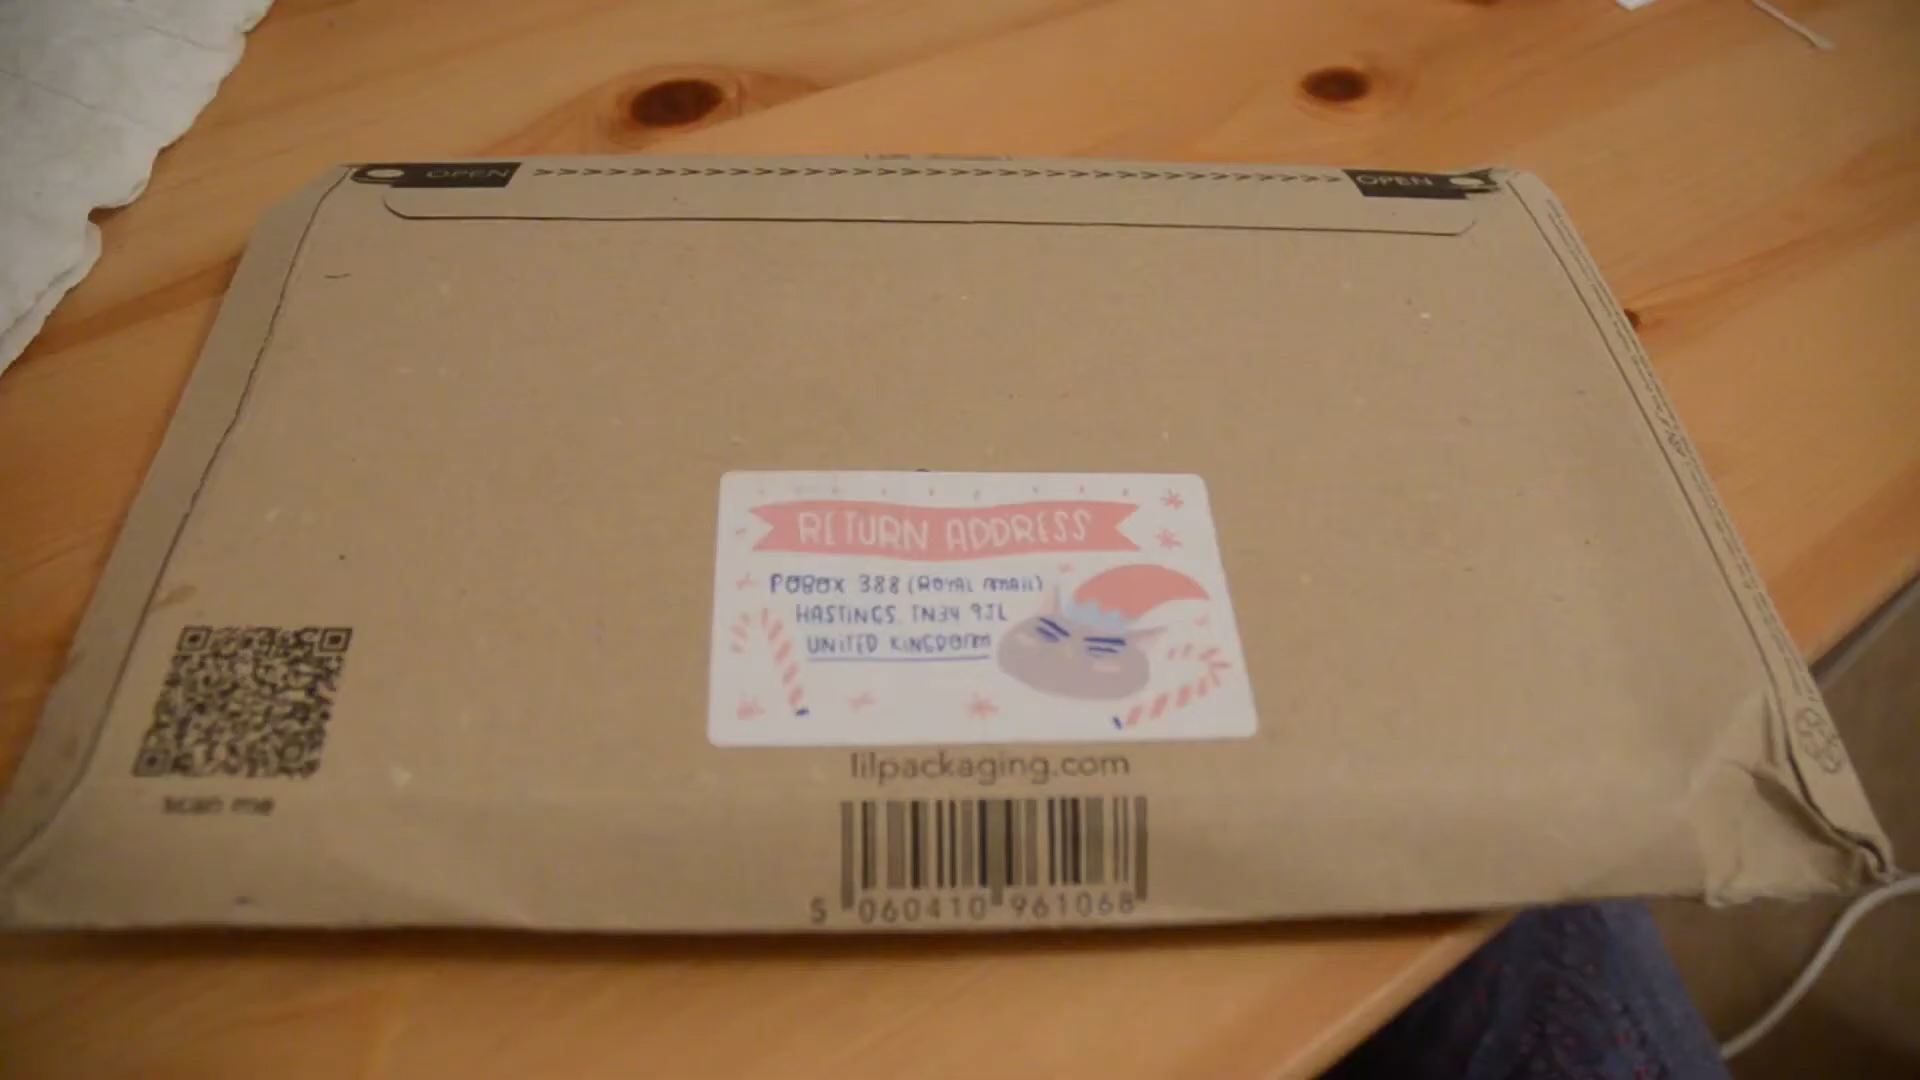 OPEN >>>>>>>>>>>>>>>>>>>>>>>>>>>>>>>>>> OPEN
RETURN ADDRESS
POBOX 388 (ROYAL MAIL)
HASTINGS, TN34 9JL
UNITED KINGDOM
lilpackaging.com
scan me
5 060410 961068